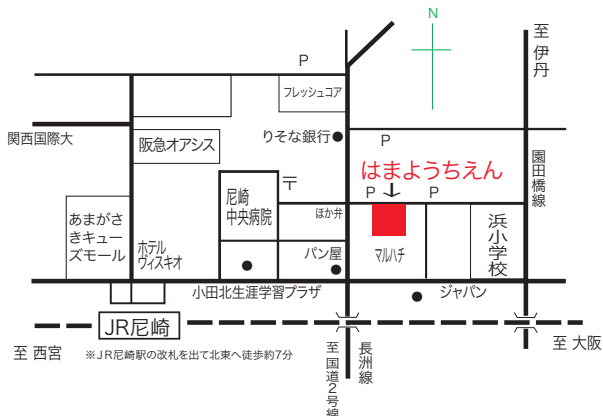 N
至 伊丹
P
フレッシュコア
関西国際大
阪急オアシス
りそな銀行
P
園田橋線
はまようちえん
〒
P
P
尼崎
中央病院
ほか弁
浜小学校
あまがさ
きキュー
ズモール
ホテル
ヴィスキオ
パン屋
マルハチ
小田北生涯学習プラザ
ジャパン
JR尼崎
至 西宮
※JR尼崎駅の改札を出て北東へ徒歩約7分
至 国道2号線
長洲線
至 大阪